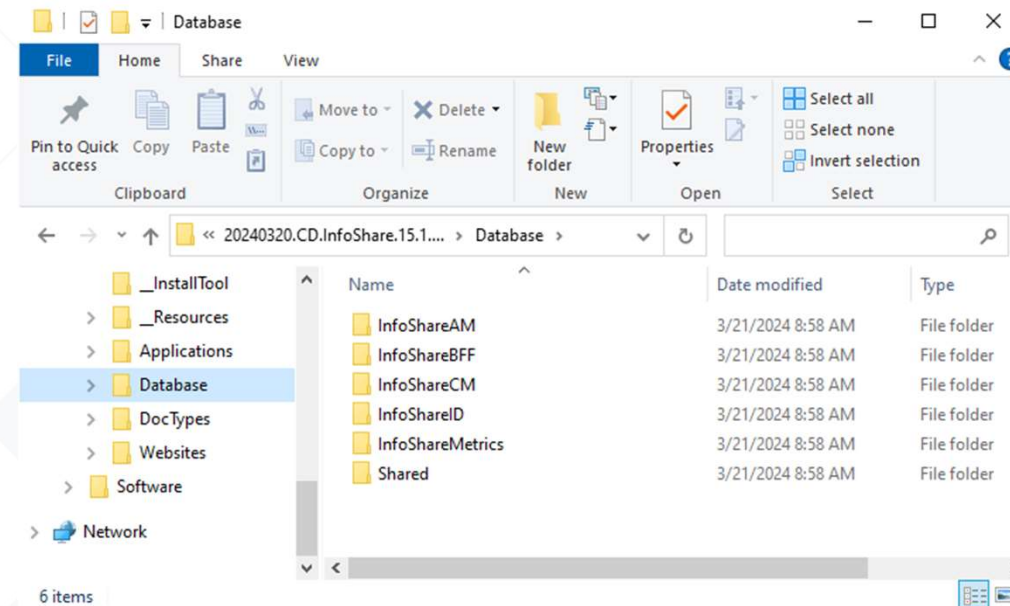 Database
File Home Share View
Pin to Quick access
Copy
Paste
Clipboard
Move to
Copy to
Delete
Rename
Organize
New folder
New
Properties
Open
Select all
Select none
Invert selection
Select
« 20240320.CD.InfoShare.15.1.... > Database >
__InstallTool
__Resources
Applications
Database
DocTypes
Websites
Software
Network
Name Date modified Type
InfoShareAM 3/21/2024 8:58 AM File folder
InfoShareBFF 3/21/2024 8:58 AM File folder
InfoShareCM 3/21/2024 8:58 AM File folder
InfoShareID 3/21/2024 8:58 AM File folder
InfoShareMetrics 3/21/2024 8:58 AM File folder
Shared 3/21/2024 8:58 AM File folder
6 items